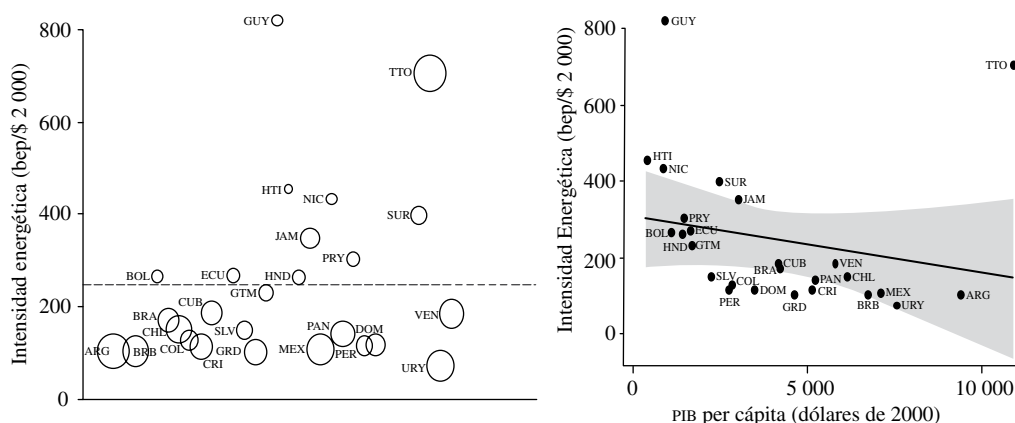 Intensidad energética (bep/$ 2 000)
800
600
400
200
0
GUY
TTO
HTI
NIC
SUR
JAM
PRY
BOL
ECU
HND
GTM
CUB
BRA
CHL
SLV
VEN
PAN
DOM
ARG
BRB
COL
CRI
GRD
MEX
PER
URY
Intensidad Energética (bep/$ 2 000)
800
600
400
200
0
GUY
TTO
HTI
NIC
SUR
JAM
PRY
BOL
ECU
HND
GTM
CUB
BRA
VEN
SLV
COL
PAN
CHL
PER
DOM
CRI
GRD
BRB
MEX
URY
ARG
0
5 000
10 000
PIB per cápita (dólares de 2000)